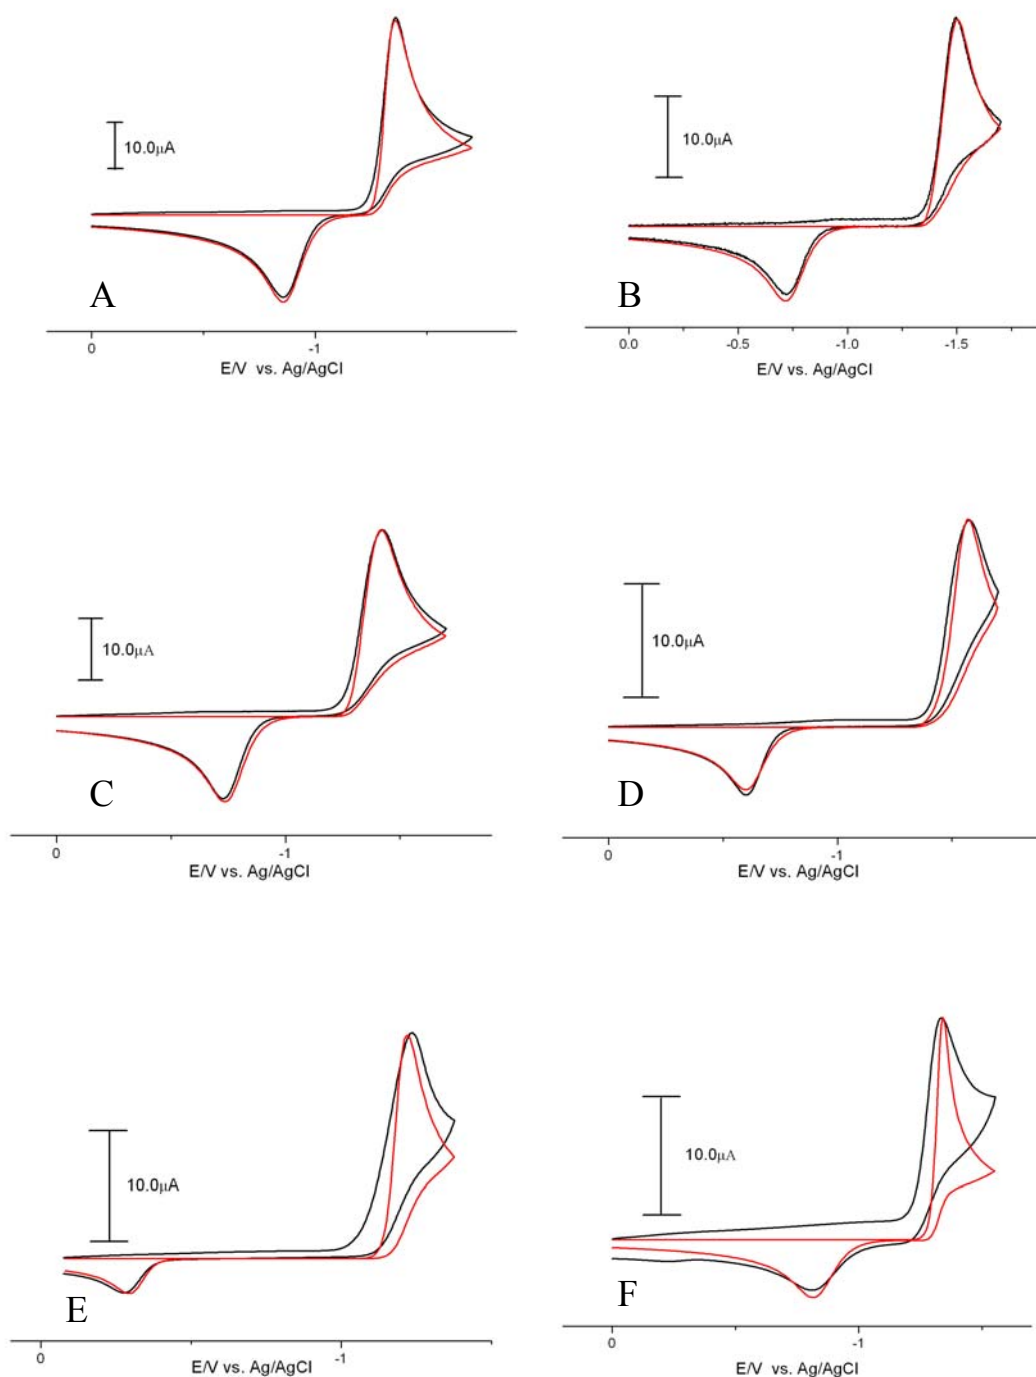 10.0μA
A
0 -1
E/V vs. Ag/AgCl
10.0μA
B
0.0 -0.5 -1.0 -1.5
E/V vs. Ag/AgCl
10.0μA
C
0 -1
E/V vs. Ag/AgCl
10.0μA
D
0 -1
E/V vs. Ag/AgCl
10.0μA
E
0 -1
E/V vs. Ag/AgCl
10.0μA
F
0 -1
E/V vs. Ag/AgCl